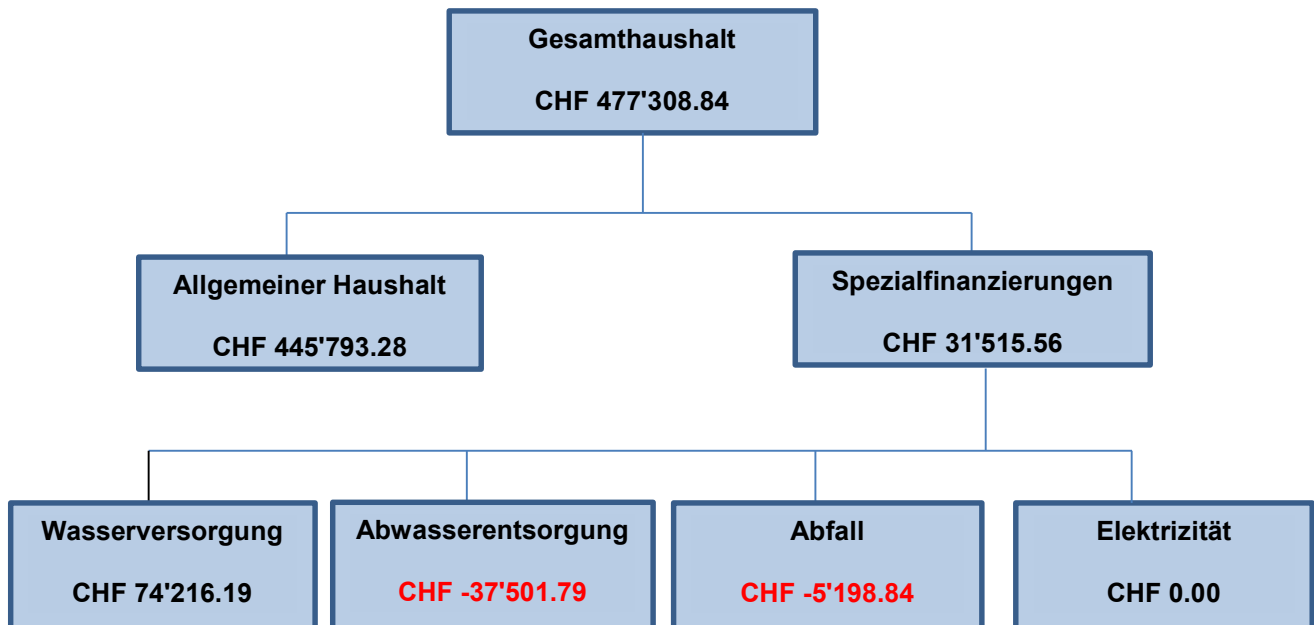 Gesamthaushalt
CHF 477'308.84
Allgemeiner Haushalt
CHF 445'793.28
Spezialfinanzierungen
CHF 31'515.56
Wasserversorgung
CHF 74'216.19
Abwasserentsorgung
CHF -37'501.79
Abfall
CHF -5'198.84
Elektrizität
CHF 0.00